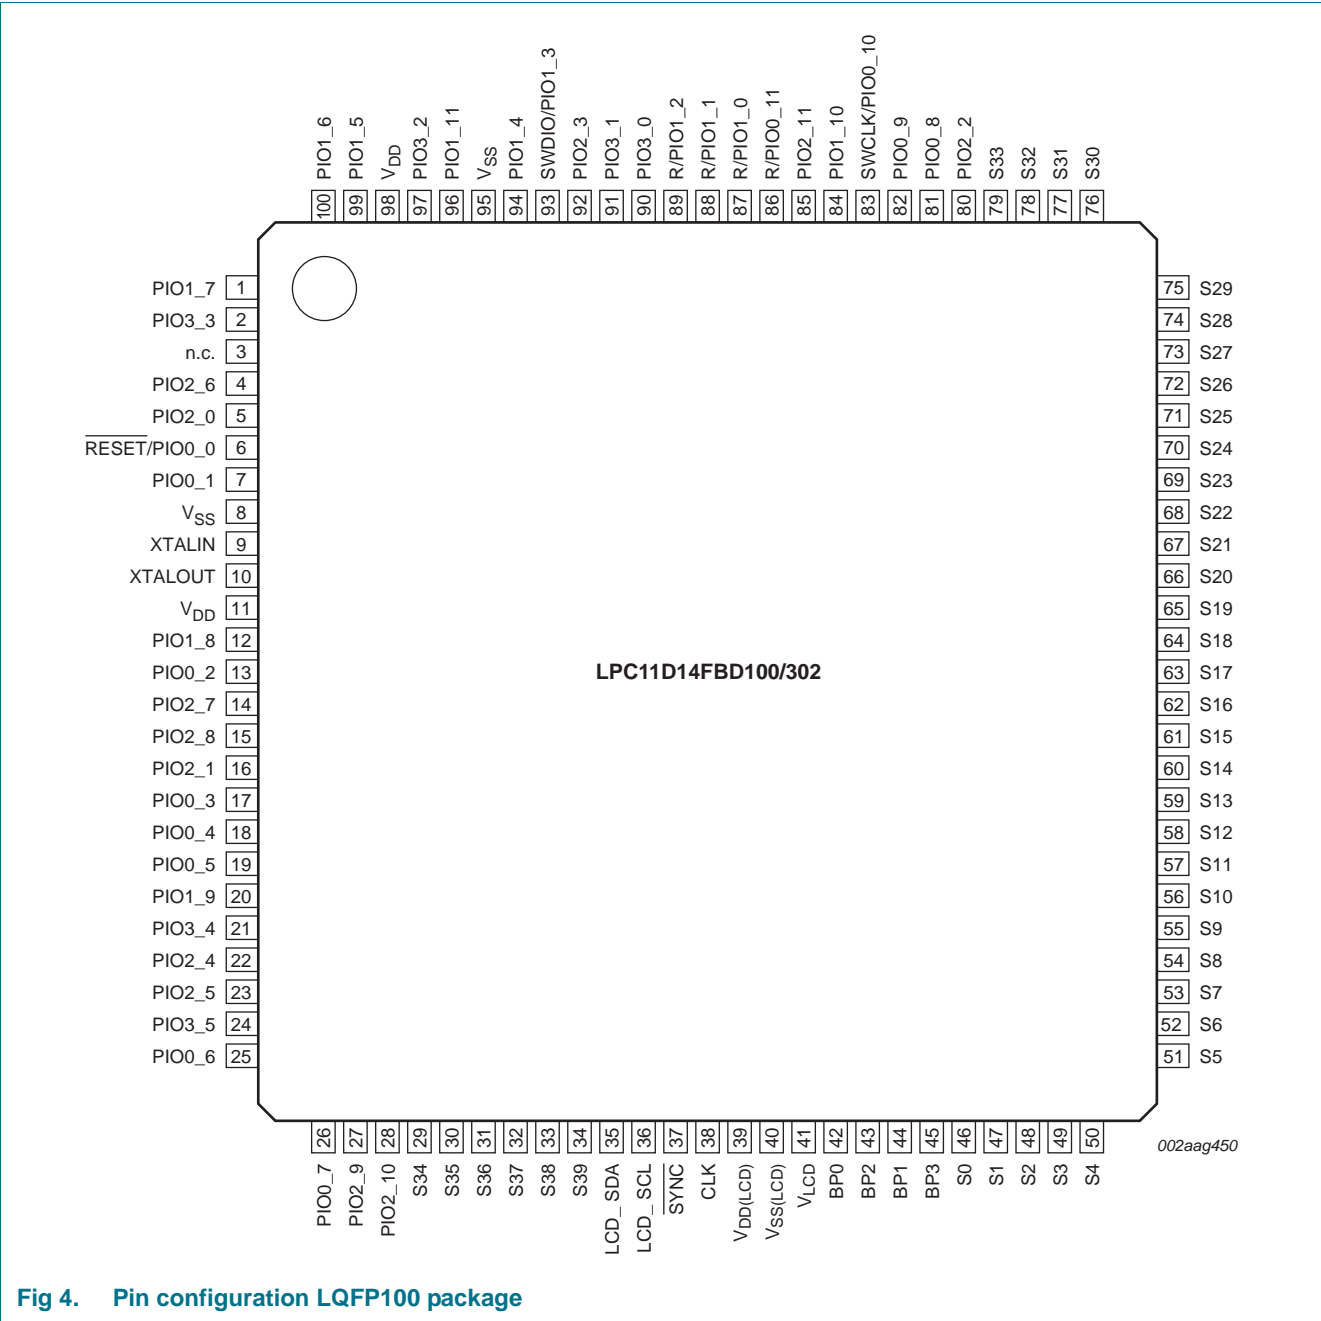 PIO1_6
PIO1_5
VDD
PIO3_2
PIO1_11
VSS
PIO1_4
SWDIO/PIO1_3
PIO2_3
PIO3_1
PIO3_0
R/PIO1_2
R/PIO1_1
R/PIO1_0
R/PIO0_11
PIO2_11
PIO1_10
SWCLK/PIO0_10
PIO0_9
PIO0_8
PIO2_2
S33
S32
S31
S30
100 99 98 97 96 95 94 93 92 91 90 89 88 87 86 85 84 83 82 81 80 79 78 77 76
PIO1_7 1
PIO3_3 2
n.c. 3
PIO2_6 4
PIO2_0 5
RESET/PIO0_0 6
PIO0_1 7
VSS 8
XTALIN 9
XTALOUT 10
VDD 11
PIO1_8 12
PIO0_2 13
PIO2_7 14
PIO2_8 15
PIO2_1 16
PIO0_3 17
PIO0_4 18
PIO0_5 19
PIO1_9 20
PIO3_4 21
PIO2_4 22
PIO2_5 23
PIO3_5 24
PIO0_6 25
LPC11D14FBD100/302
75 S29
74 S28
73 S27
72 S26
71 S25
70 S24
69 S23
68 S22
67 S21
66 S20
65 S19
64 S18
63 S17
62 S16
61 S15
60 S14
59 S13
58 S12
57 S11
56 S10
55 S9
54 S8
53 S7
52 S6
51 S5
26 27 28 29 30 31 32 33 34 35 36 37 38 39 40 41 42 43 44 45 46 47 48 49 50
PIO0_7
PIO2_9
PIO2_10
S34
S35
S36
S37
S38
S39
LCD_SDA
LCD_SCL
SYNC
CLK
VDD(LCD)
VSS(LCD)
VLCD
BP0
BP2
BP1
BP3
S0
S1
S2
S3
S4
002aag450
Fig 4. Pin configuration LQFP100 package